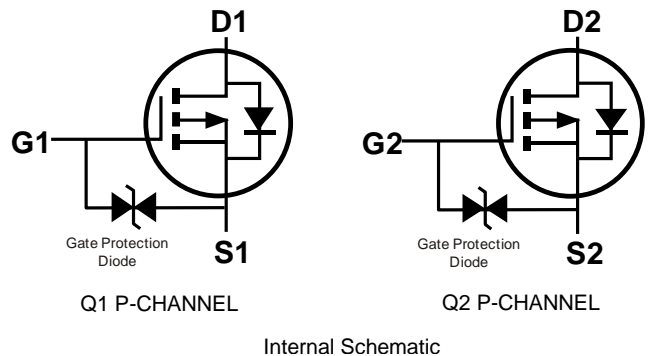 D1
D2
G1
G2
Gate Protection
Diode
S1
Gate Protection
Diode
S2
Q1 P-CHANNEL
Q2 P-CHANNEL
Internal Schematic